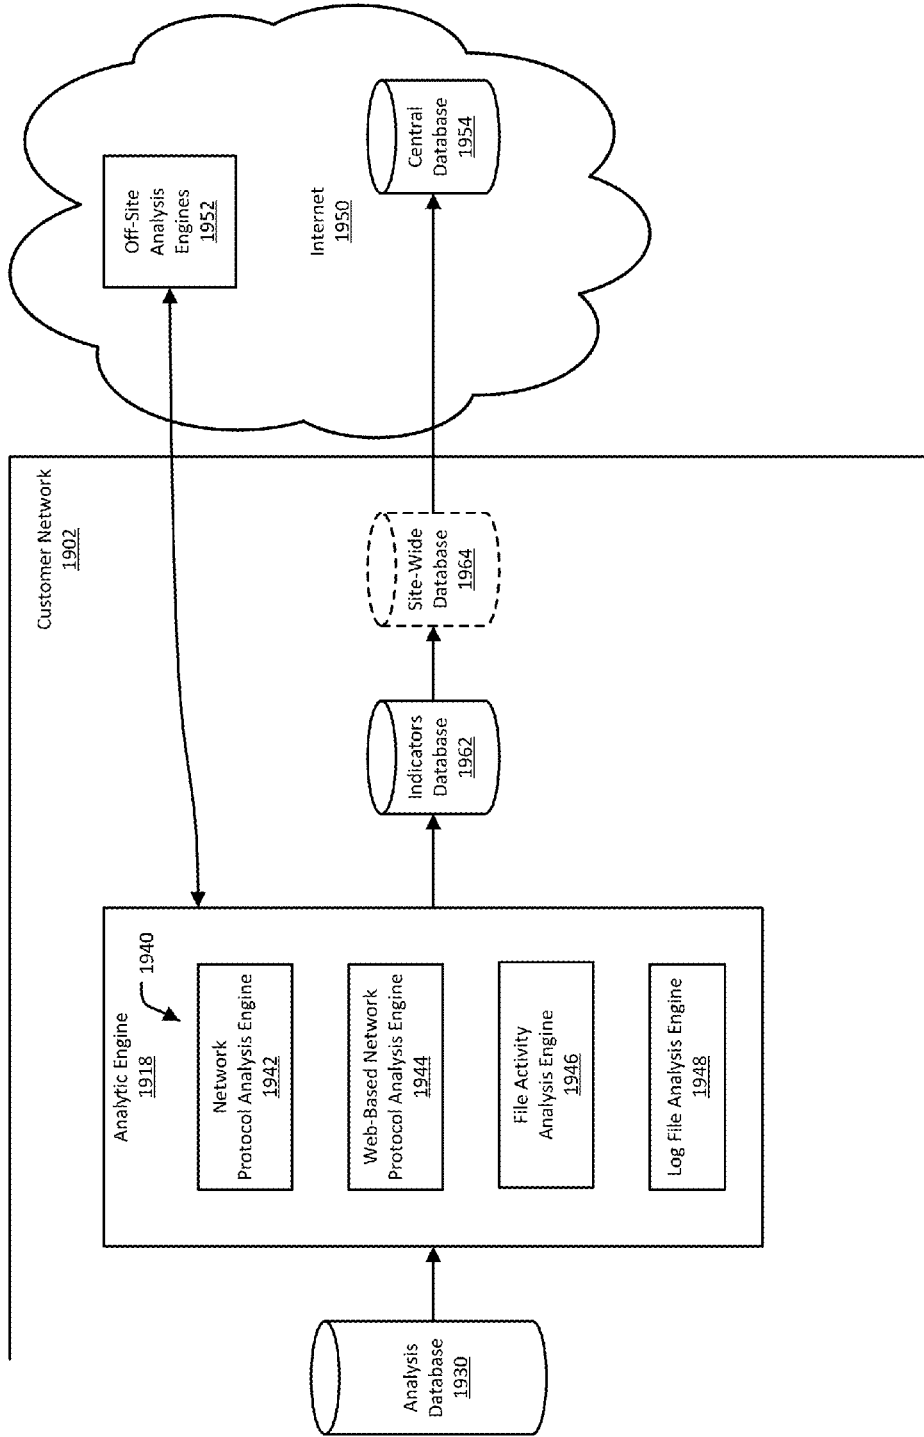 Customer Network
1902
Analysis
Database
1930
Analytic Engine
1918
1940
Network
Protocol Analysis Engine
1942
Web-Based Network
Protocol Analysis Engine
1944
File Activity
Analysis Engine
1946
Log File Analysis Engine
1948
Indicators
Database
1962
Site-Wide
Database
1964
Off-Site
Analysis
Engines
1952
Internet
1950
Central
Database
1954